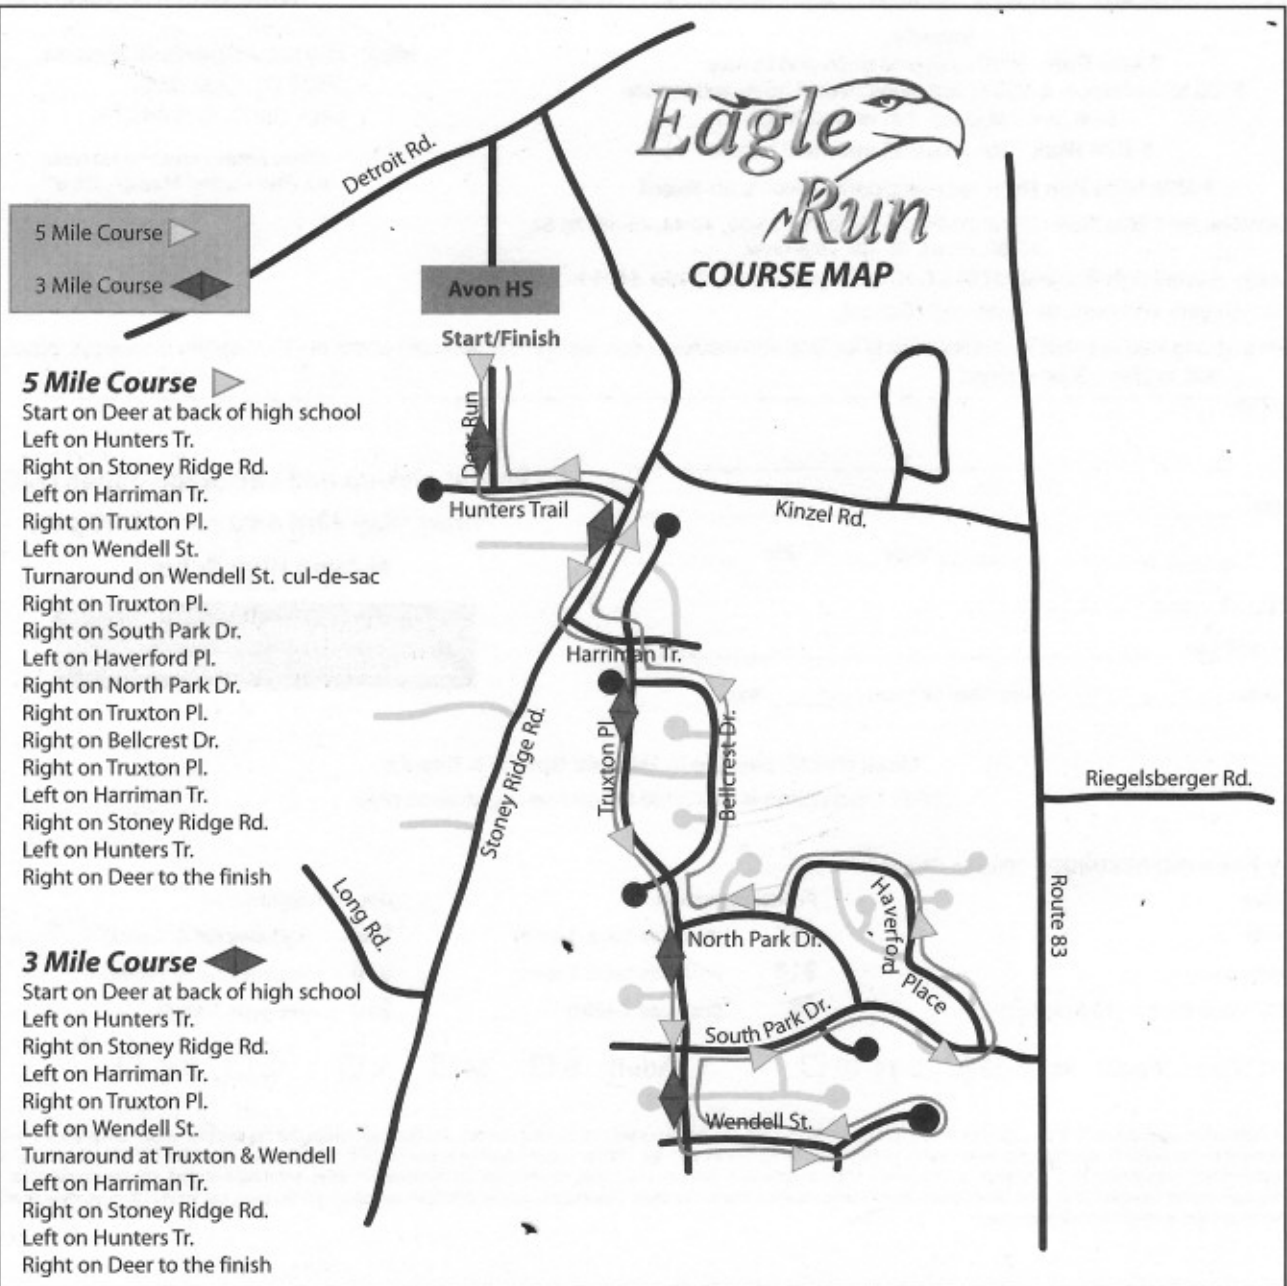 Eagle
Run
COURSE MAP
Detroit Rd.
5 Mile Course
3 Mile Course
Avon HS
Start/Finish
Deer Run
Hunters Trail
Kinzel Rd.
Harriman Tr.
Truxton Pl.
Bellcrest Dr.
Stoney Ridge Rd.
Long Rd.
Riegelsberger Rd.
Route 83
North Park Dr.
Haverford Place
South Park Dr.
Wendell St.
5 Mile Course
Start on Deer at back of high school
Left on Hunters Tr.
Right on Stoney Ridge Rd.
Left on Harriman Tr.
Right on Truxton Pl.
Left on Wendell St.
Turnaround on Wendell St. cul-de-sac
Right on Truxton Pl.
Right on South Park Dr.
Left on Haverford Pl.
Right on North Park Dr.
Right on Truxton Pl.
Right on Bellcrest Dr.
Right on Truxton Pl.
Left on Harriman Tr.
Right on Stoney Ridge Rd.
Left on Hunters Tr.
Right on Deer to the finish
3 Mile Course
Start on Deer at back of high school
Left on Hunters Tr.
Right on Stoney Ridge Rd.
Left on Harriman Tr.
Right on Truxton Pl.
Left on Wendell St.
Turnaround at Truxton & Wendell
Left on Harriman Tr.
Right on Stoney Ridge Rd.
Left on Hunters Tr.
Right on Deer to the finish